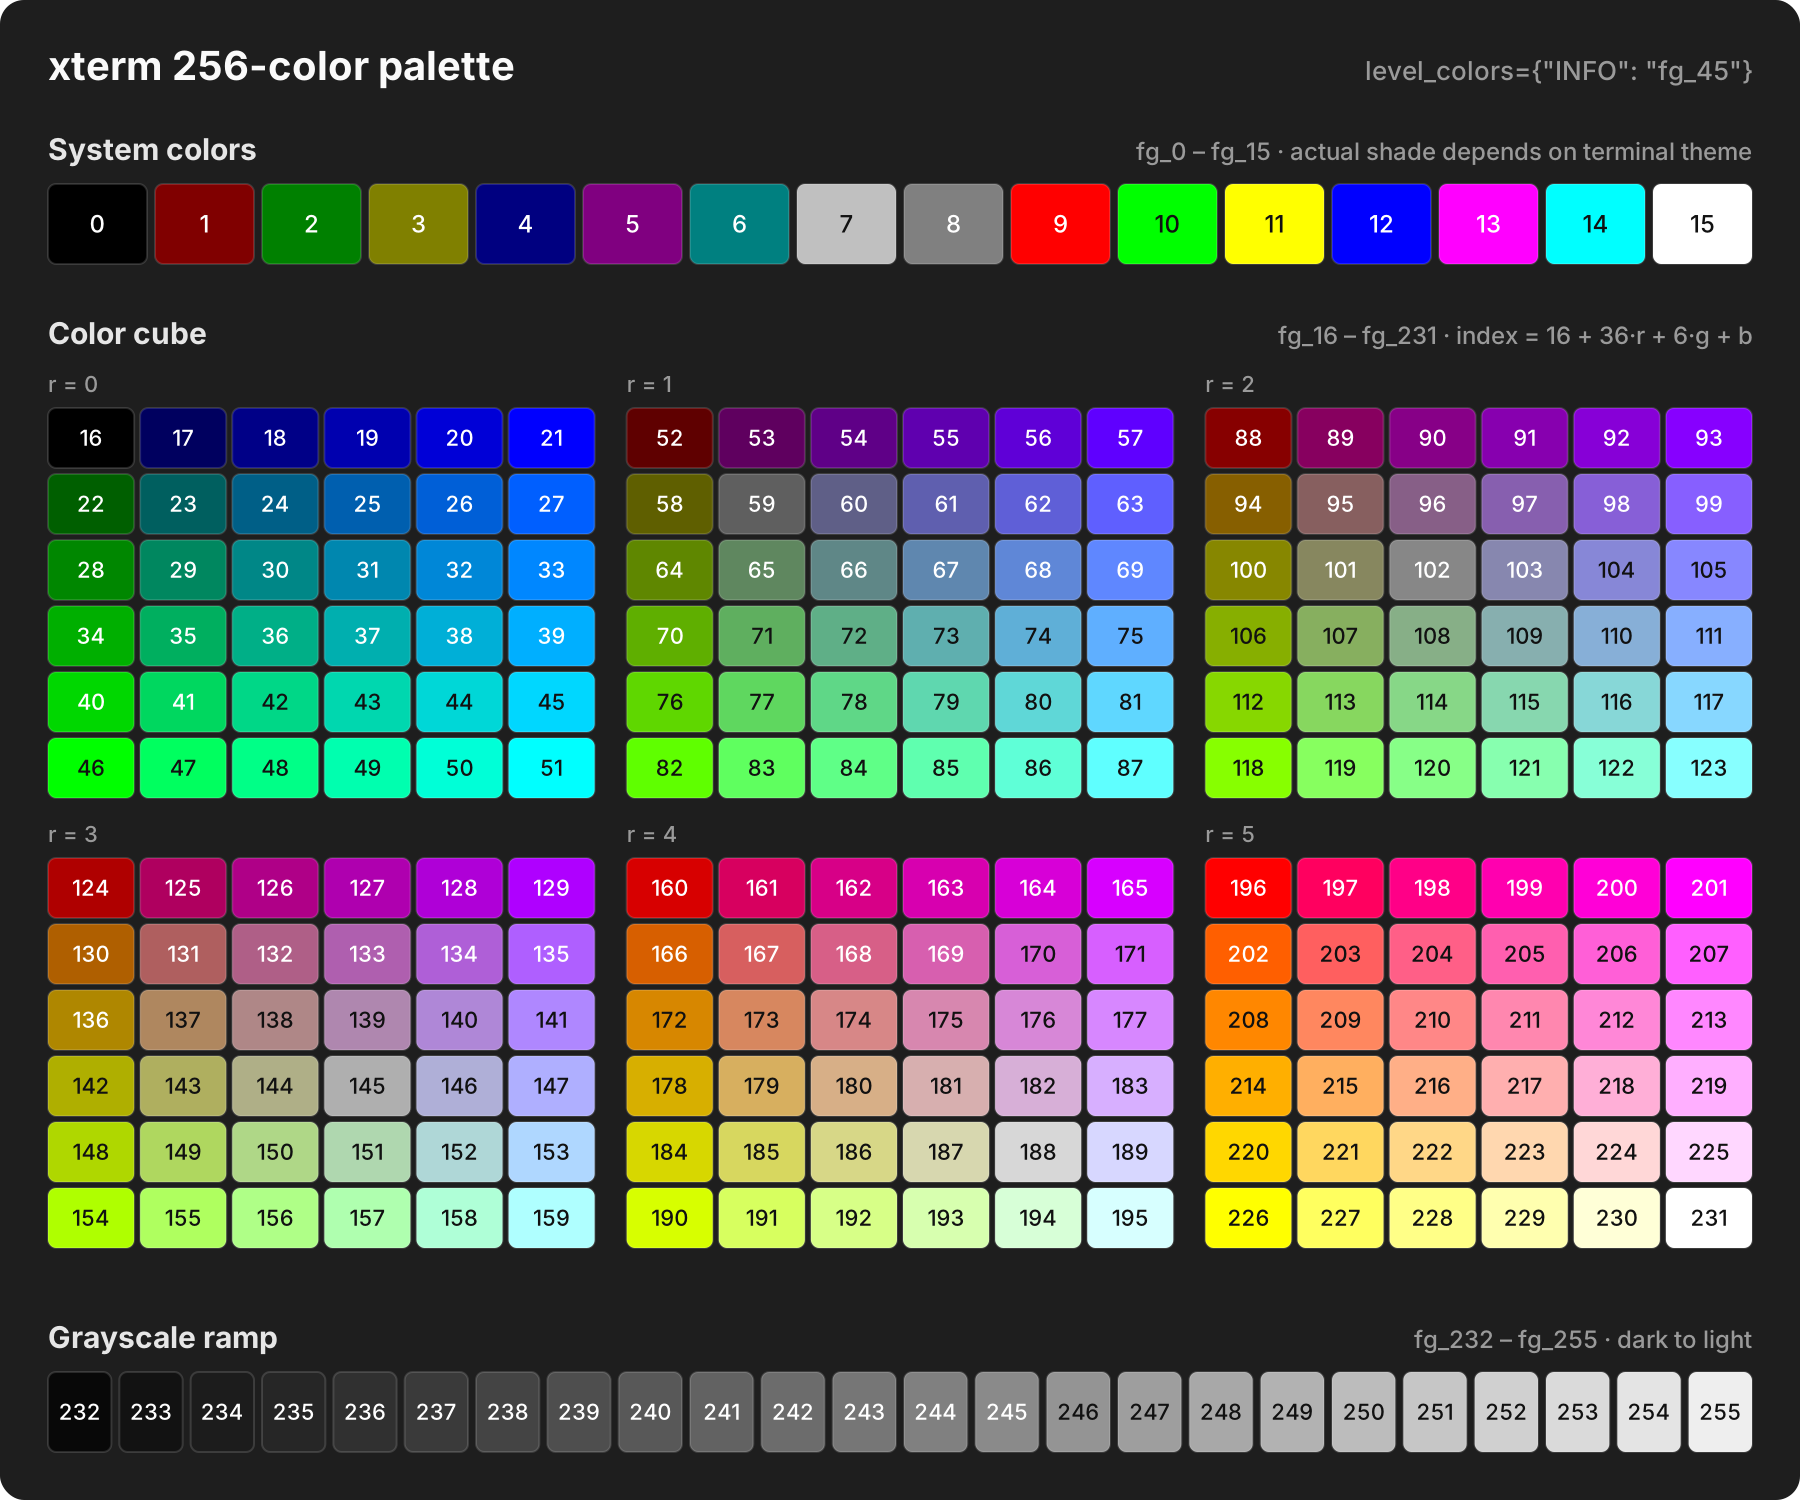 xterm 256-color palette
level_colors={"INFO": "fg_45"}
System colors
fg_0 – fg_15 · actual shade depends on terminal theme
0 1 2 3 4 5 6 7 8 9 10 11 12 13 14 15
Color cube
fg_16 – fg_231 · index = 16 + 36·r + 6·g + b
r = 0
16 17 18 19 20 21
22 23 24 25 26 27
28 29 30 31 32 33
34 35 36 37 38 39
40 41 42 43 44 45
46 47 48 49 50 51
r = 1
52 53 54 55 56 57
58 59 60 61 62 63
64 65 66 67 68 69
70 71 72 73 74 75
76 77 78 79 80 81
82 83 84 85 86 87
r = 2
88 89 90 91 92 93
94 95 96 97 98 99
100 101 102 103 104 105
106 107 108 109 110 111
112 113 114 115 116 117
118 119 120 121 122 123
r = 3
124 125 126 127 128 129
130 131 132 133 134 135
136 137 138 139 140 141
142 143 144 145 146 147
148 149 150 151 152 153
154 155 156 157 158 159
r = 4
160 161 162 163 164 165
166 167 168 169 170 171
172 173 174 175 176 177
178 179 180 181 182 183
184 185 186 187 188 189
190 191 192 193 194 195
r = 5
196 197 198 199 200 201
202 203 204 205 206 207
208 209 210 211 212 213
214 215 216 217 218 219
220 221 222 223 224 225
226 227 228 229 230 231
Grayscale ramp
fg_232 – fg_255 · dark to light
232 233 234 235 236 237 238 239 240 241 242 243 244 245 246 247 248 249 250 251 252 253 254 255